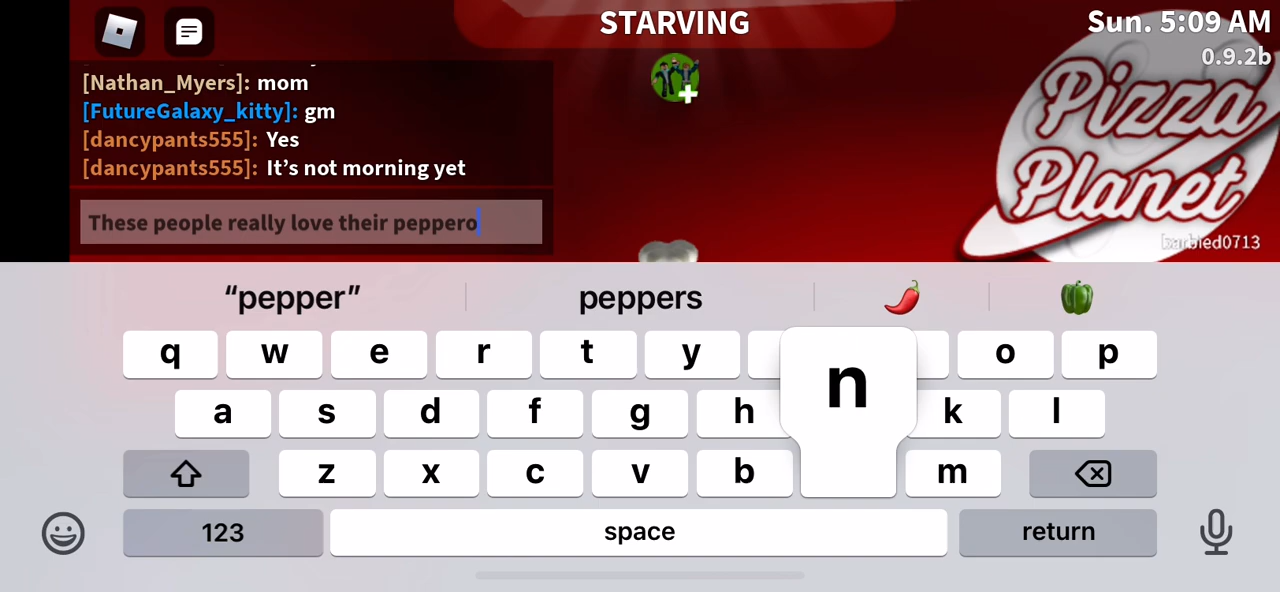 STARVING
Sun. 5:09 AM
0.9.2b
[Nathan_Myers]: mom
[FutureGalaxy_kitty]: gm
[dancypants555]: Yes
[dancypants555]: It’s not morning yet
These people really love their peppero
Pizza
Planet
barbied0713
“pepper” peppers
q w e r t y o p
a s d f g h k l
n
z x c v b m
123 space return